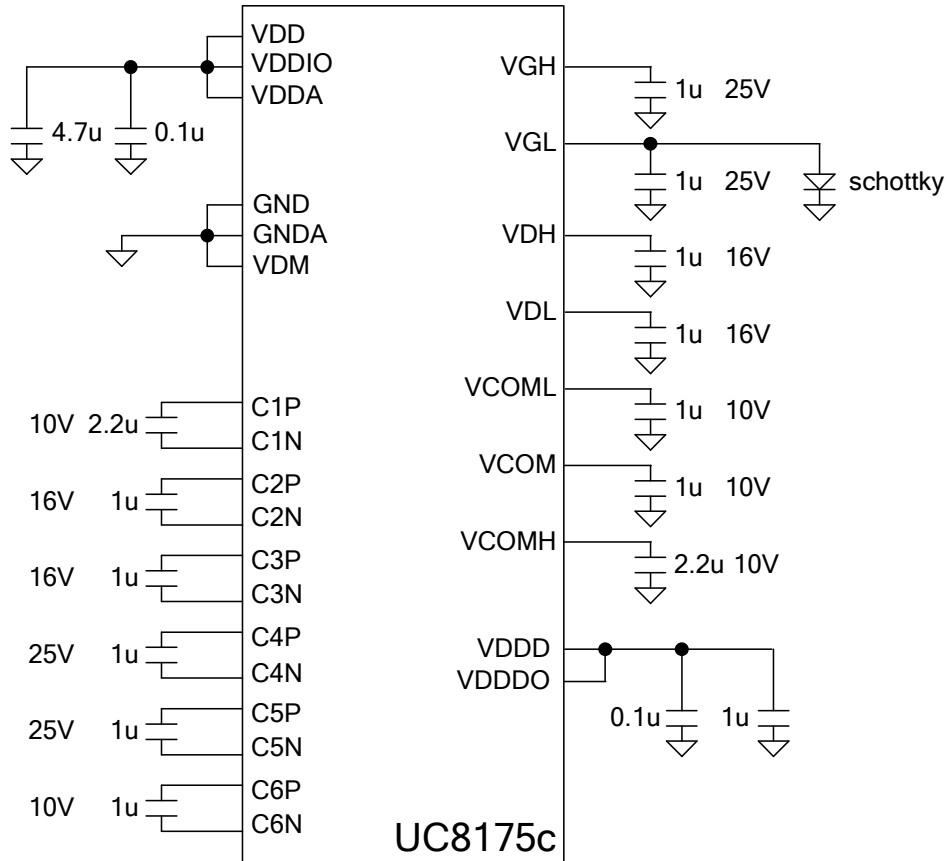 VDD
VDDIO
VDDA
4.7u 0.1u
GND
GNDA
VDM
C1P
10V 2.2u
C1N
C2P
16V 1u
C2N
C3P
16V 1u
C3N
C4P
25V 1u
C4N
C5P
25V 1u
C5N
C6P
10V 1u
C6N
VGH
1u 25V
VGL
1u 25V
schottky
VDH
1u 16V
VDL
1u 16V
VCOML
1u 10V
VCOM
1u 10V
VCOMH
2.2u 10V
VDDD
VDDDO
0.1u 1u
UC8175c